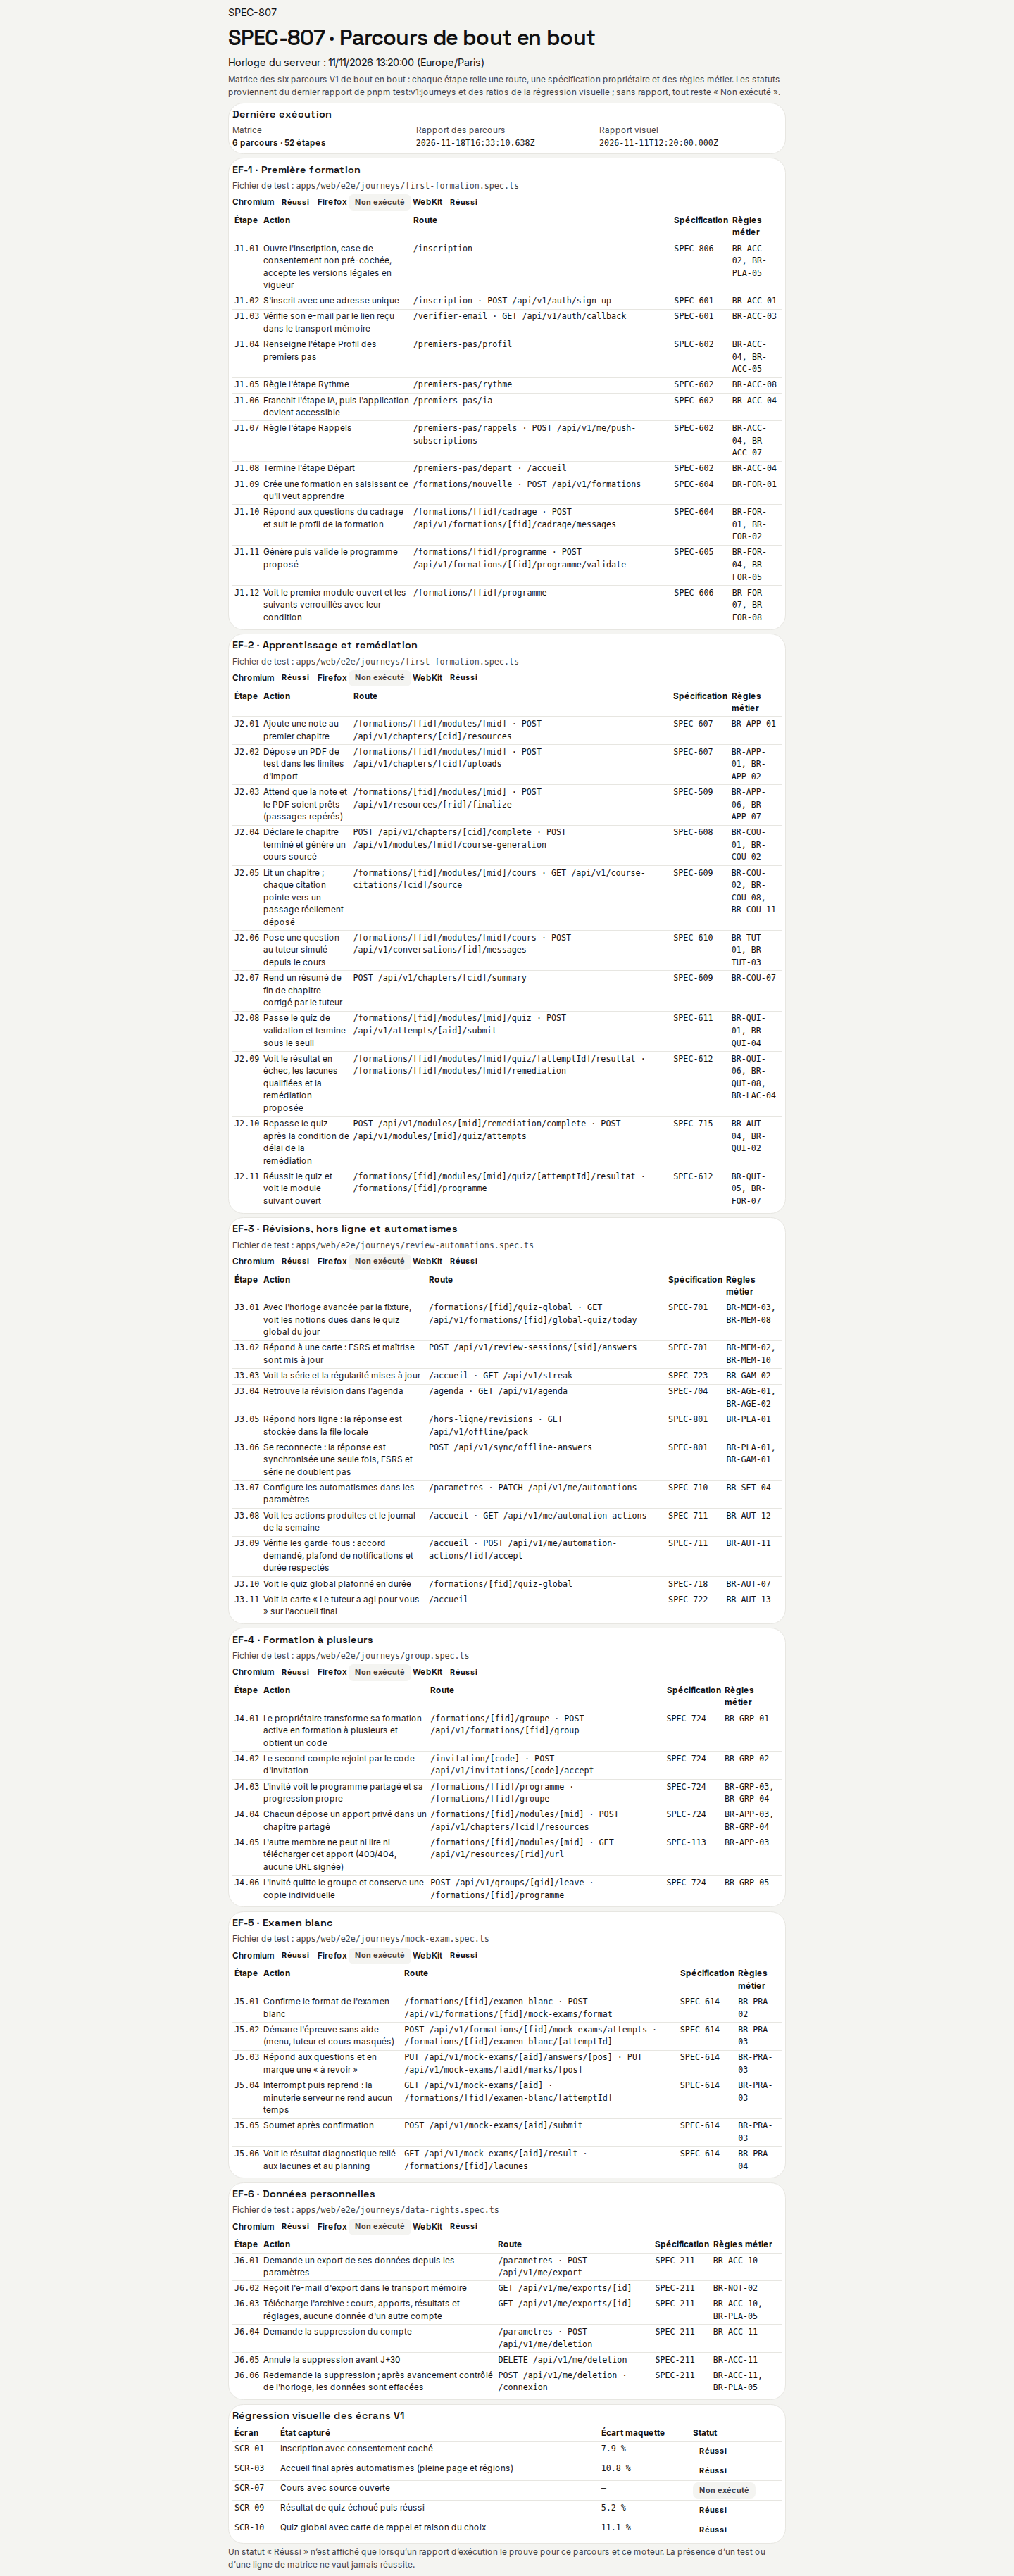 SPEC-807
SPEC-807 · Parcours de bout en bout
Horloge du serveur : 11/11/2026 13:20:00 (Europe/Paris)
Matrice des six parcours V1 de bout en bout : chaque étape relie une route, une spécification propriétaire et des règles métier. Les statuts
proviennent du dernier rapport de pnpm test:v1:journeys et des ratios de la régression visuelle ; sans rapport, tout reste « Non exécuté ».
Dernière exécution
Matrice Rapport des parcours Rapport visuel
6 parcours · 52 étapes 2026-11-18T16:33:10.638Z 2026-11-11T12:20:00.000Z
EF-1 · Première formation
Fichier de test : apps/web/e2e/journeys/first-formation.spec.ts
Chromium Réussi Firefox Non exécuté WebKit Réussi
Étape Action Route Spécification Règles
métier
J1.01 Ouvre l'inscription, case de /inscription SPEC-806 BR-ACC-
consentement non pré-cochée, 02, BR-
accepte les versions légales en PLA-05
vigueur
J1.02 S'inscrit avec une adresse unique /inscription · POST /api/v1/auth/sign-up SPEC-601 BR-ACC-01
J1.03 Vérifie son e-mail par le lien reçu /verifier-email · GET /api/v1/auth/callback SPEC-601 BR-ACC-03
dans le transport mémoire
J1.04 Renseigne l'étape Profil des /premiers-pas/profil SPEC-602 BR-ACC-
premiers pas 04, BR-
ACC-05
J1.05 Règle l'étape Rythme /premiers-pas/rythme SPEC-602 BR-ACC-08
J1.06 Franchit l'étape IA, puis l'application /premiers-pas/ia SPEC-602 BR-ACC-04
devient accessible
J1.07 Règle l'étape Rappels /premiers-pas/rappels · POST /api/v1/me/push- SPEC-602 BR-ACC-
subscriptions 04, BR-
ACC-07
J1.08 Termine l'étape Départ /premiers-pas/depart · /accueil SPEC-602 BR-ACC-04
J1.09 Crée une formation en saisissant ce /formations/nouvelle · POST /api/v1/formations SPEC-604 BR-FOR-01
qu'il veut apprendre
J1.10 Répond aux questions du cadrage /formations/[fid]/cadrage · POST SPEC-604 BR-FOR-
et suit le profil de la formation /api/v1/formations/[fid]/cadrage/messages 01, BR-
FOR-02
J1.11 Génère puis valide le programme /formations/[fid]/programme · POST SPEC-605 BR-FOR-
proposé /api/v1/formations/[fid]/programme/validate 04, BR-
FOR-05
J1.12 Voit le premier module ouvert et les /formations/[fid]/programme SPEC-606 BR-FOR-
suivants verrouillés avec leur 07, BR-
condition FOR-08
EF-2 · Apprentissage et remédiation
Fichier de test : apps/web/e2e/journeys/first-formation.spec.ts
Chromium Réussi Firefox Non exécuté WebKit Réussi
Étape Action Route Spécification Règles
métier
J2.01 Ajoute une note au /formations/[fid]/modules/[mid] · POST SPEC-607 BR-APP-01
premier chapitre /api/v1/chapters/[cid]/resources
J2.02 Dépose un PDF de /formations/[fid]/modules/[mid] · POST SPEC-607 BR-APP-
test dans les limites /api/v1/chapters/[cid]/uploads 01, BR-
d'import APP-02
J2.03 Attend que la note et /formations/[fid]/modules/[mid] · POST SPEC-509 BR-APP-
le PDF soient prêts /api/v1/resources/[rid]/finalize 06, BR-
(passages repérés) APP-07
J2.04 Déclare le chapitre POST /api/v1/chapters/[cid]/complete · POST SPEC-608 BR-COU-
terminé et génère un /api/v1/modules/[mid]/course-generation 01, BR-
cours sourcé COU-02
J2.05 Lit un chapitre ; /formations/[fid]/modules/[mid]/cours · GET /api/v1/course- SPEC-609 BR-COU-
chaque citation citations/[cid]/source 02, BR-
pointe vers un COU-08,
passage réellement BR-COU-11
déposé
J2.06 Pose une question /formations/[fid]/modules/[mid]/cours · POST SPEC-610 BR-TUT-
au tuteur simulé /api/v1/conversations/[id]/messages 01, BR-
depuis le cours TUT-03
J2.07 Rend un résumé de POST /api/v1/chapters/[cid]/summary SPEC-609 BR-COU-07
fin de chapitre
corrigé par le tuteur
J2.08 Passe le quiz de /formations/[fid]/modules/[mid]/quiz · POST SPEC-611 BR-QUI-
validation et termine /api/v1/attempts/[aid]/submit 01, BR-
sous le seuil QUI-04
J2.09 Voit le résultat en /formations/[fid]/modules/[mid]/quiz/[attemptId]/resultat · SPEC-612 BR-QUI-
échec, les lacunes /formations/[fid]/modules/[mid]/remediation 06, BR-
qualifiées et la QUI-08,
remédiation BR-LAC-04
proposée
J2.10 Repasse le quiz POST /api/v1/modules/[mid]/remediation/complete · POST SPEC-715 BR-AUT-
après la condition de /api/v1/modules/[mid]/quiz/attempts 04, BR-
délai de la QUI-02
remédiation
J2.11 Réussit le quiz et /formations/[fid]/modules/[mid]/quiz/[attemptId]/resultat · SPEC-612 BR-QUI-
voit le module /formations/[fid]/programme 05, BR-
suivant ouvert FOR-07
EF-3 · Révisions, hors ligne et automatismes
Fichier de test : apps/web/e2e/journeys/review-automations.spec.ts
Chromium Réussi Firefox Non exécuté WebKit Réussi
Étape Action Route Spécification Règles
métier
J3.01 Avec l'horloge avancée par la fixture, /formations/[fid]/quiz-global · GET SPEC-701 BR-MEM-03,
voit les notions dues dans le quiz /api/v1/formations/[fid]/global-quiz/today BR-MEM-08
global du jour
J3.02 Répond à une carte : FSRS et maîtrise POST /api/v1/review-sessions/[sid]/answers SPEC-701 BR-MEM-02,
sont mis à jour BR-MEM-10
J3.03 Voit la série et la régularité mises à jour /accueil · GET /api/v1/streak SPEC-723 BR-GAM-02
J3.04 Retrouve la révision dans l'agenda /agenda · GET /api/v1/agenda SPEC-704 BR-AGE-01,
BR-AGE-02
J3.05 Répond hors ligne : la réponse est /hors-ligne/revisions · GET SPEC-801 BR-PLA-01
stockée dans la file locale /api/v1/offline/pack
J3.06 Se reconnecte : la réponse est POST /api/v1/sync/offline-answers SPEC-801 BR-PLA-01,
synchronisée une seule fois, FSRS et BR-GAM-01
série ne doublent pas
J3.07 Configure les automatismes dans les /parametres · PATCH /api/v1/me/automations SPEC-710 BR-SET-04
paramètres
J3.08 Voit les actions produites et le journal /accueil · GET /api/v1/me/automation-actions SPEC-711 BR-AUT-12
de la semaine
J3.09 Vérifie les garde-fous : accord /accueil · POST /api/v1/me/automation- SPEC-711 BR-AUT-11
demandé, plafond de notifications et actions/[id]/accept
durée respectés
J3.10 Voit le quiz global plafonné en durée /formations/[fid]/quiz-global SPEC-718 BR-AUT-07
J3.11 Voit la carte « Le tuteur a agi pour vous /accueil SPEC-722 BR-AUT-13
» sur l'accueil final
EF-4 · Formation à plusieurs
Fichier de test : apps/web/e2e/journeys/group.spec.ts
Chromium Réussi Firefox Non exécuté WebKit Réussi
Étape Action Route Spécification Règles
métier
J4.01 Le propriétaire transforme sa formation /formations/[fid]/groupe · POST SPEC-724 BR-GRP-01
active en formation à plusieurs et /api/v1/formations/[fid]/group
obtient un code
J4.02 Le second compte rejoint par le code /invitation/[code] · POST SPEC-724 BR-GRP-02
d'invitation /api/v1/invitations/[code]/accept
J4.03 L'invité voit le programme partagé et sa /formations/[fid]/programme · SPEC-724 BR-GRP-03,
progression propre /formations/[fid]/groupe BR-GRP-04
J4.04 Chacun dépose un apport privé dans un /formations/[fid]/modules/[mid] · POST SPEC-724 BR-APP-03,
chapitre partagé /api/v1/chapters/[cid]/resources BR-GRP-04
J4.05 L'autre membre ne peut ni lire ni /formations/[fid]/modules/[mid] · GET SPEC-113 BR-APP-03
télécharger cet apport (403/404, /api/v1/resources/[rid]/url
aucune URL signée)
J4.06 L'invité quitte le groupe et conserve une POST /api/v1/groups/[gid]/leave · SPEC-724 BR-GRP-05
copie individuelle /formations/[fid]/programme
EF-5 · Examen blanc
Fichier de test : apps/web/e2e/journeys/mock-exam.spec.ts
Chromium Réussi Firefox Non exécuté WebKit Réussi
Étape Action Route Spécification Règles
métier
J5.01 Confirme le format de l'examen /formations/[fid]/examen-blanc · POST SPEC-614 BR-PRA-
blanc /api/v1/formations/[fid]/mock-exams/format 02
J5.02 Démarre l'épreuve sans aide POST /api/v1/formations/[fid]/mock-exams/attempts · SPEC-614 BR-PRA-
(menu, tuteur et cours masqués) /formations/[fid]/examen-blanc/[attemptId] 03
J5.03 Répond aux questions et en PUT /api/v1/mock-exams/[aid]/answers/[pos] · PUT SPEC-614 BR-PRA-
marque une « à revoir » /api/v1/mock-exams/[aid]/marks/[pos] 03
J5.04 Interrompt puis reprend : la GET /api/v1/mock-exams/[aid] · SPEC-614 BR-PRA-
minuterie serveur ne rend aucun /formations/[fid]/examen-blanc/[attemptId] 03
temps
J5.05 Soumet après confirmation POST /api/v1/mock-exams/[aid]/submit SPEC-614 BR-PRA-
03
J5.06 Voit le résultat diagnostique relié GET /api/v1/mock-exams/[aid]/result · SPEC-614 BR-PRA-
aux lacunes et au planning /formations/[fid]/lacunes 04
EF-6 · Données personnelles
Fichier de test : apps/web/e2e/journeys/data-rights.spec.ts
Chromium Réussi Firefox Non exécuté WebKit Réussi
Étape Action Route Spécification Règles métier
J6.01 Demande un export de ses données depuis les /parametres · POST SPEC-211 BR-ACC-10
paramètres /api/v1/me/export
J6.02 Reçoit l'e-mail d'export dans le transport mémoire GET /api/v1/me/exports/[id] SPEC-211 BR-NOT-02
J6.03 Télécharge l'archive : cours, apports, résultats et GET /api/v1/me/exports/[id] SPEC-211 BR-ACC-10,
réglages, aucune donnée d'un autre compte BR-PLA-05
J6.04 Demande la suppression du compte /parametres · POST SPEC-211 BR-ACC-11
/api/v1/me/deletion
J6.05 Annule la suppression avant J+30 DELETE /api/v1/me/deletion SPEC-211 BR-ACC-11
J6.06 Redemande la suppression ; après avancement contrôlé POST /api/v1/me/deletion · SPEC-211 BR-ACC-11,
de l'horloge, les données sont effacées /connexion BR-PLA-05
Régression visuelle des écrans V1
Écran État capturé Écart maquette Statut
SCR-01 Inscription avec consentement coché 7.9 % Réussi
SCR-03 Accueil final après automatismes (pleine page et régions) 10.8 % Réussi
SCR-07 Cours avec source ouverte — Non exécuté
SCR-09 Résultat de quiz échoué puis réussi 5.2 % Réussi
SCR-10 Quiz global avec carte de rappel et raison du choix 11.1 % Réussi
Un statut « Réussi » n'est affiché que lorsqu'un rapport d'exécution le prouve pour ce parcours et ce moteur. La présence d'un test ou
d'une ligne de matrice ne vaut jamais réussite.